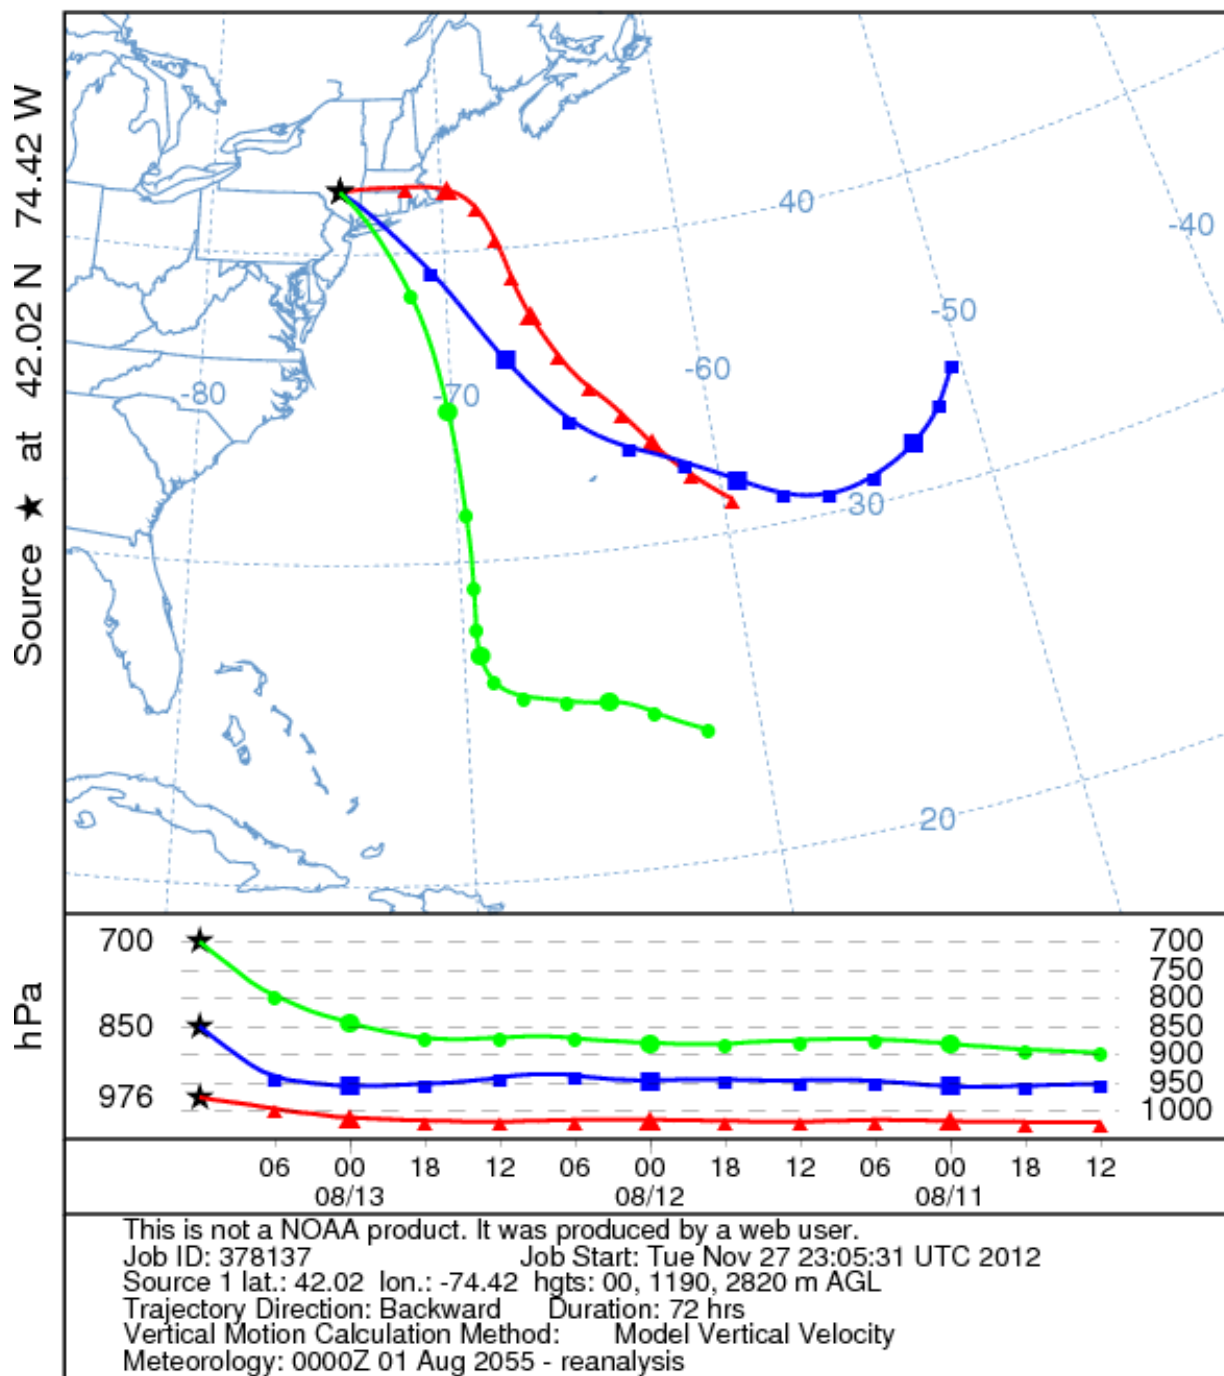 Source ★ at 42.02 N 74.42 W
40
-40
-50
-60
-70
-80
30
20
hPa
700 700
750
800
850 850
900
950
976 1000
06 00 18 12 06 00 18 12 06 00 18 12
08/13 08/12 08/11
This is not a NOAA product. It was produced by a web user.
Job ID: 378137 Job Start: Tue Nov 27 23:05:31 UTC 2012
Source 1 lat.: 42.02 lon.: -74.42 hgts: 00, 1190, 2820 m AGL
Trajectory Direction: Backward Duration: 72 hrs
Vertical Motion Calculation Method: Model Vertical Velocity
Meteorology: 0000Z 01 Aug 2055 - reanalysis